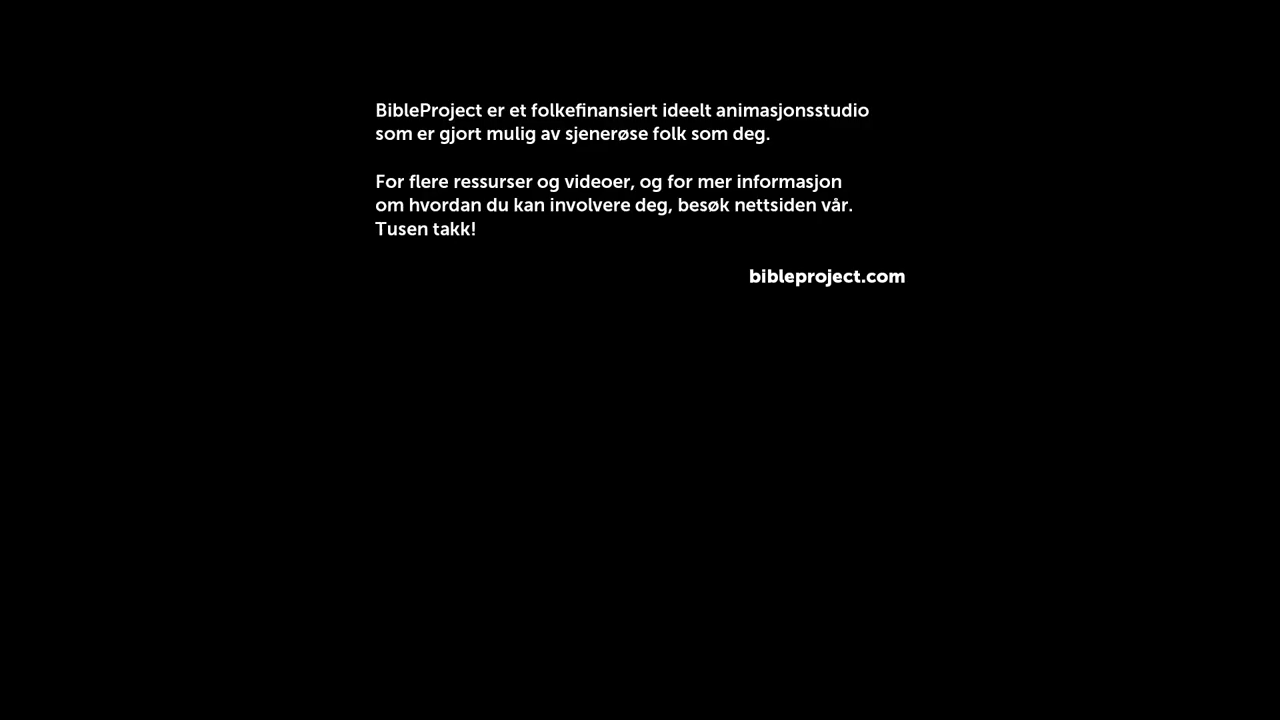 BibleProject er et folkefinansiert ideelt animasjonsstudio
som er gjort mulig av sjenerøse folk som deg.
For flere ressurser og videoer, og for mer informasjon
om hvordan du kan involvere deg, besøk nettsiden vår.
Tusen takk!
bibleproject.com